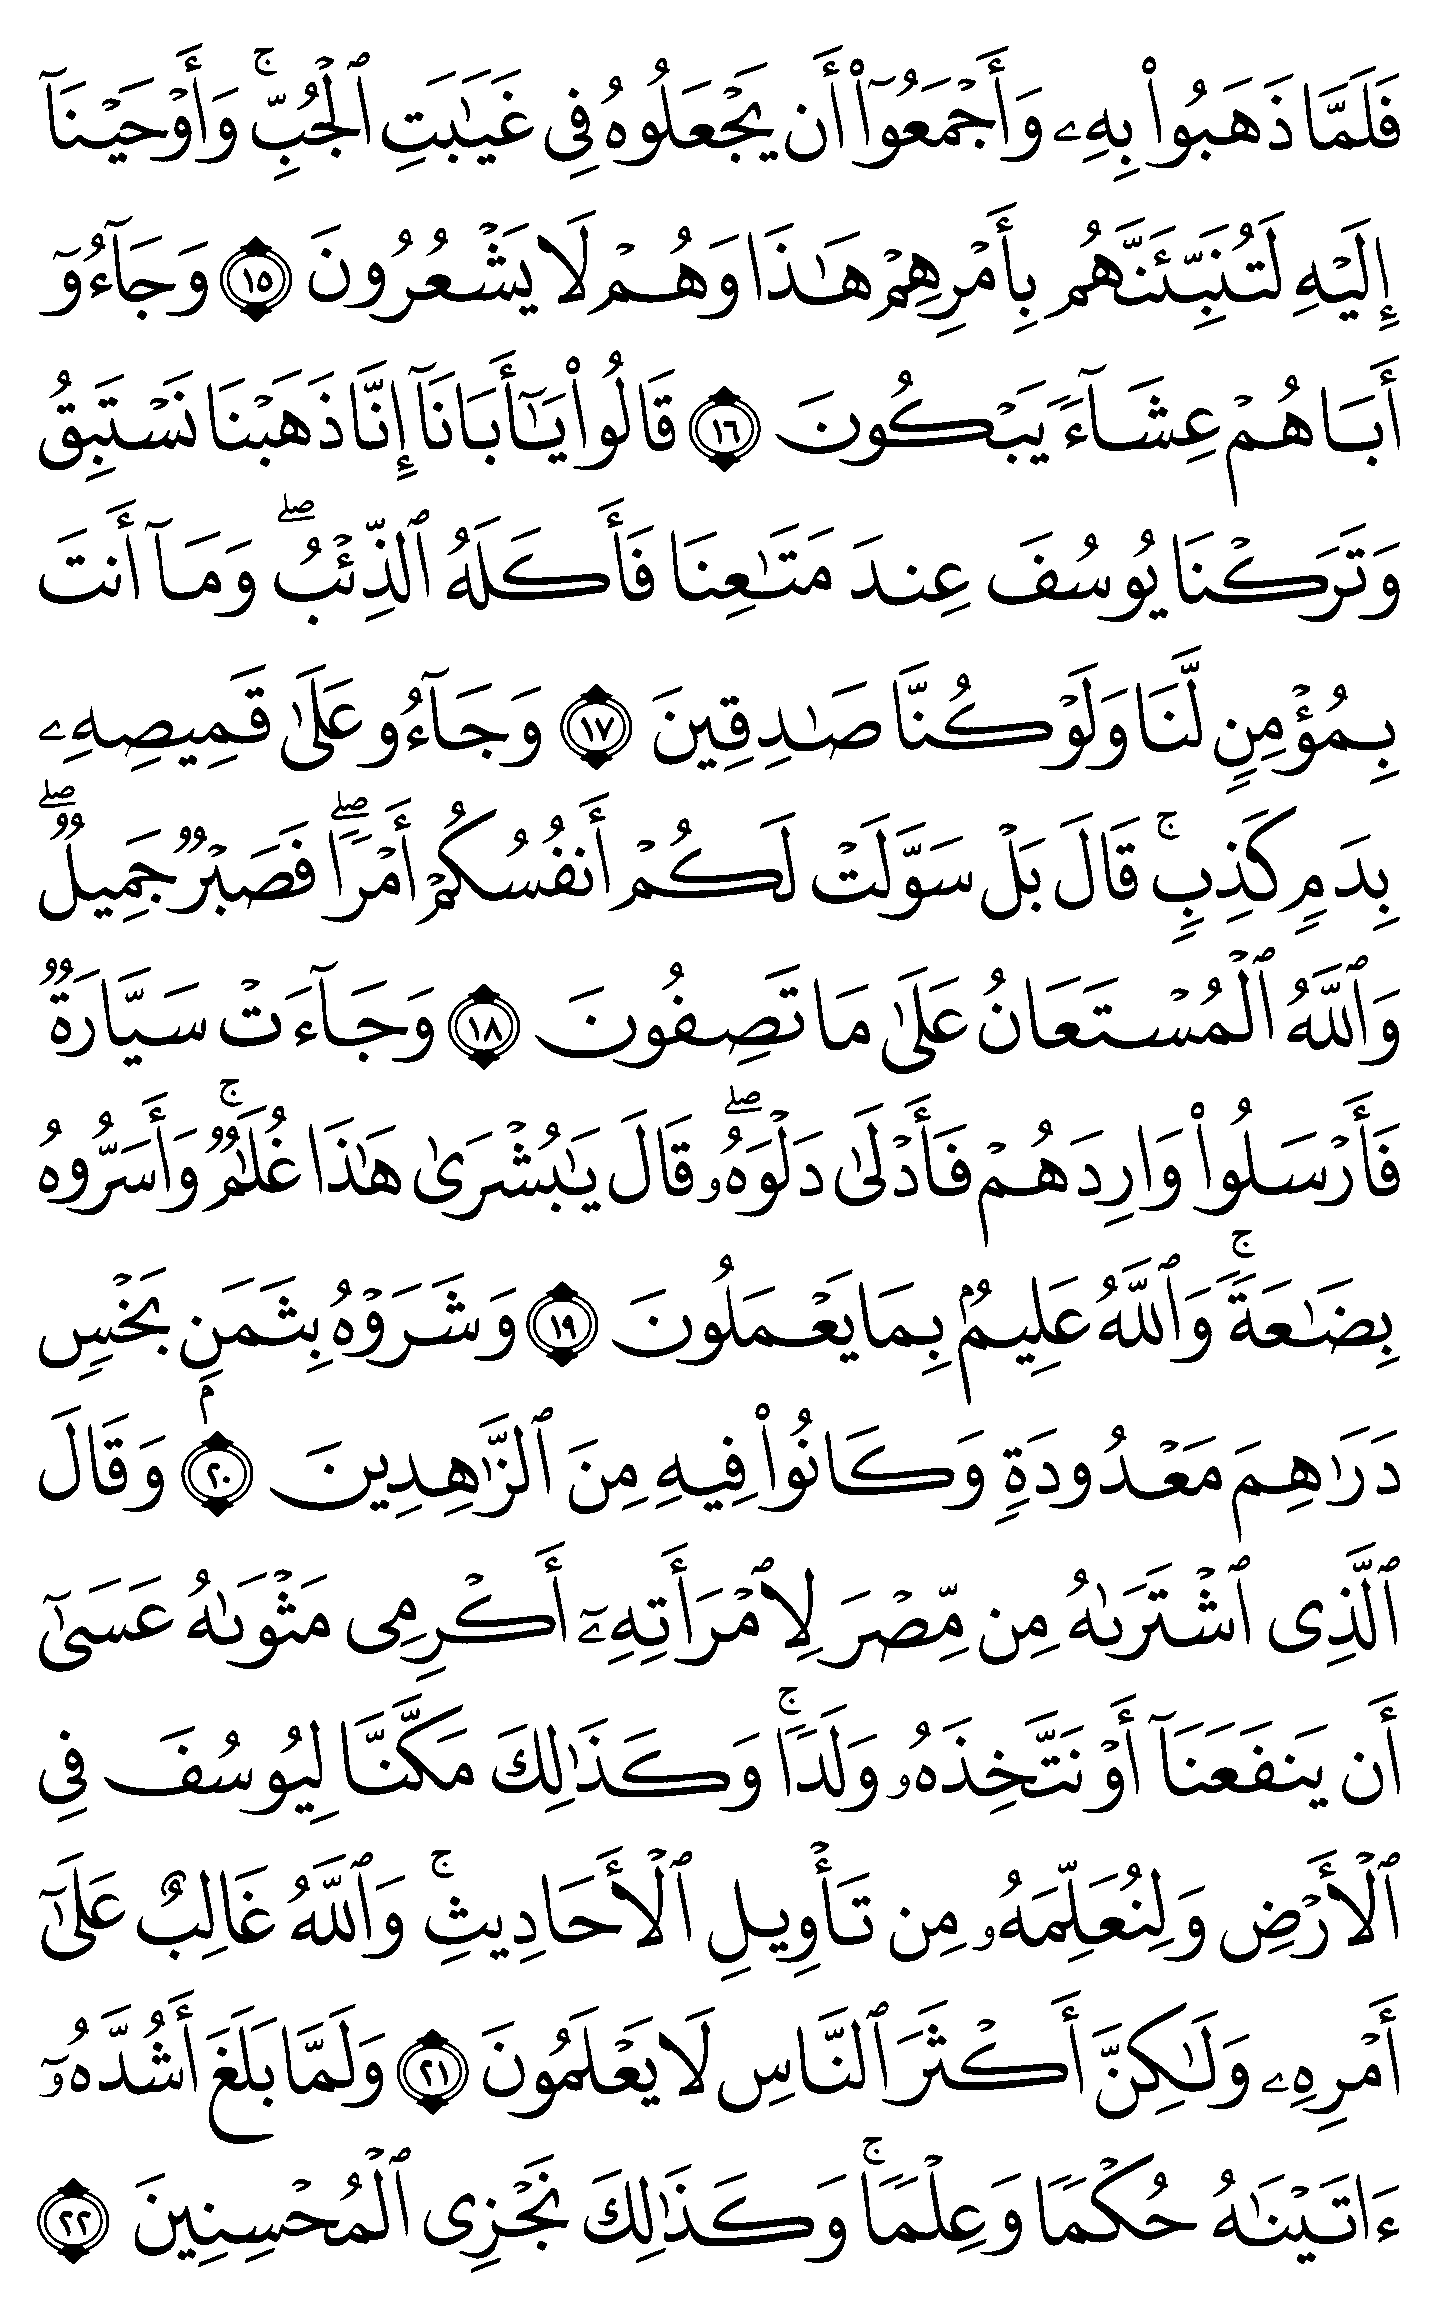 فَلَمَّا ذَهَبُوا۟ بِهِۦ وَأَجْمَعُوٓا۟ أَن يَجْعَلُوهُ فِى غَيَـٰبَتِ ٱلْجُبِّ ۚ وَأَوْحَيْنَآ
إِلَيْهِ لَتُنَبِّئَنَّهُم بِأَمْرِهِمْ هَـٰذَا وَهُمْ لَا يَشْعُرُونَ ١٥ وَجَآءُوٓ
أَبَاهُمْ عِشَآءً يَبْكُونَ ١٦ قَالُوا۟ يَـٰٓأَبَانَآ إِنَّا ذَهَبْنَا نَسْتَبِقُ
وَتَرَكْنَا يُوسُفَ عِندَ مَتَـٰعِنَا فَأَكَلَهُ ٱلذِّئْبُ ۖ وَمَآ أَنتَ
بِمُؤْمِنٍ لَّنَا وَلَوْ كُنَّا صَـٰدِقِينَ ١٧ وَجَآءُو عَلَىٰ قَمِيصِهِۦ
بِدَمٍ كَذِبٍ ۚ قَالَ بَلْ سَوَّلَتْ لَكُمْ أَنفُسُكُمْ أَمْرًا ۖ فَصَبْرٌ جَمِيلٌ ۖ
وَٱللَّهُ ٱلْمُسْتَعَانُ عَلَىٰ مَا تَصِفُونَ ١٨ وَجَآءَتْ سَيَّارَةٌ
فَأَرْسَلُوا۟ وَارِدَهُمْ فَأَدْلَىٰ دَلْوَهُۥ ۖ قَالَ يَـٰبُشْرَىٰ هَـٰذَا غُلَـٰمٌ ۚ وَأَسَرُّوهُ
بِضَـٰعَةً ۚ وَٱللَّهُ عَلِيمٌۢ بِمَا يَعْمَلُونَ ١٩ وَشَرَوْهُ بِثَمَنٍۭ بَخْسٍ
دَرَٰهِمَ مَعْدُودَةٍ وَكَانُوا۟ فِيهِ مِنَ ٱلزَّٰهِدِينَ ٢٠ وَقَالَ
ٱلَّذِى ٱشْتَرَىٰهُ مِن مِّصْرَ لِٱمْرَأَتِهِۦٓ أَكْرِمِى مَثْوَىٰهُ عَسَىٰٓ
أَن يَنفَعَنَآ أَوْ نَتَّخِذَهُۥ وَلَدًا ۚ وَكَذَٰلِكَ مَكَّنَّا لِيُوسُفَ فِى
ٱلْأَرْضِ وَلِنُعَلِّمَهُۥ مِن تَأْوِيلِ ٱلْأَحَادِيثِ ۚ وَٱللَّهُ غَالِبٌ عَلَىٰٓ
أَمْرِهِۦ وَلَـٰكِنَّ أَكْثَرَ ٱلنَّاسِ لَا يَعْلَمُونَ ٢١ وَلَمَّا بَلَغَ أَشُدَّهُۥٓ
ءَاتَيْنَـٰهُ حُكْمًا وَعِلْمًا ۚ وَكَذَٰلِكَ نَجْزِى ٱلْمُحْسِنِينَ ٢٢